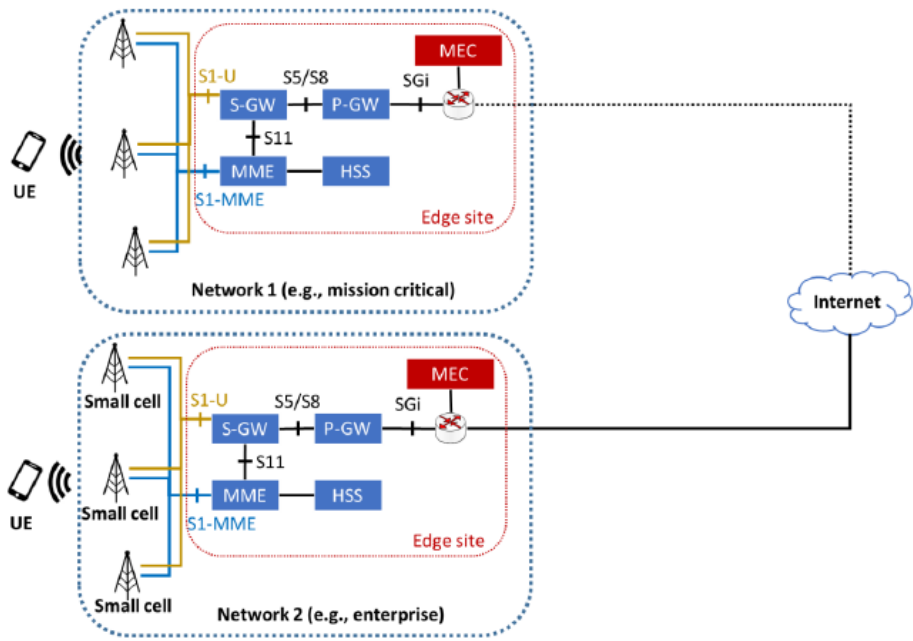 MEC
S1-U
S5/S8
SGi
S-GW
P-GW
S11
UE
MME
HSS
S1-MME
Edge site
Network 1 (e.g., mission critical)
Internet
MEC
Small cell
S1-U
S5/S8
SGi
S-GW
P-GW
S11
UE
Small cell
MME
HSS
S1-MME
Edge site
Small cell
Network 2 (e.g., enterprise)